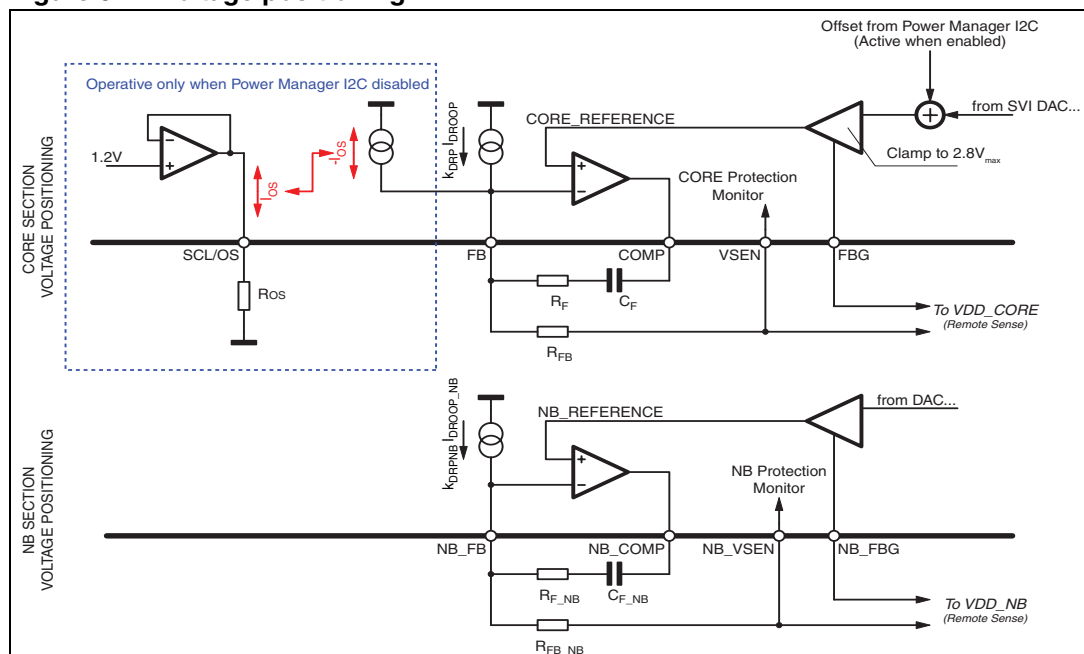 Offset from Power Manager I2C
(Active when enabled)
Operative only when Power Manager I2C disabled
CORE_REFERENCE
from SVI DAC...
kDRP IDROOP
-IOS
1.2V
IOS
Clamp to 2.8Vmax
CORE Protection
Monitor
CORE SECTION
VOLTAGE POSITIONING
SCL/OS
FB
COMP
VSEN
FBG
ROS
RF
CF
To VDD_CORE
(Remote Sense)
RFB
kDRPNB IDROOP_NB
NB_REFERENCE
from DAC...
NB Protection
Monitor
NB SECTION
VOLTAGE POSITIONING
NB_FB
NB_COMP
NB_VSEN
NB_FBG
RF_NB
CF_NB
To VDD_NB
(Remote Sense)
RFB_NB